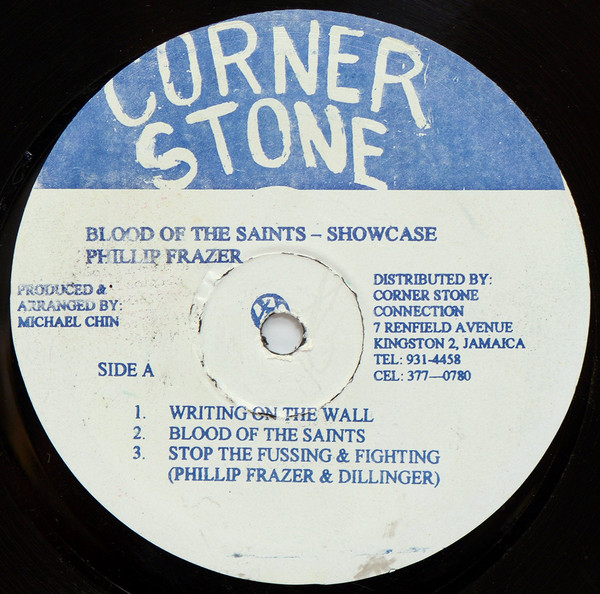 CORNER
STONE
BLOOD OF THE SAINTS – SHOWCASE
PHILLIP FRAZER
PRODUCED &
ARRANGED BY:
MICHAEL CHIN
DISTRIBUTED BY:
CORNER STONE
CONNECTION
7 RENFIELD AVENUE
KINGSTON 2, JAMAICA
TEL: 931-4458
CEL: 377—0780
SIDE A
1. WRITING ON THE WALL
2. BLOOD OF THE SAINTS
3. STOP THE FUSSING & FIGHTING
(PHILLIP FRAZER & DILLINGER)